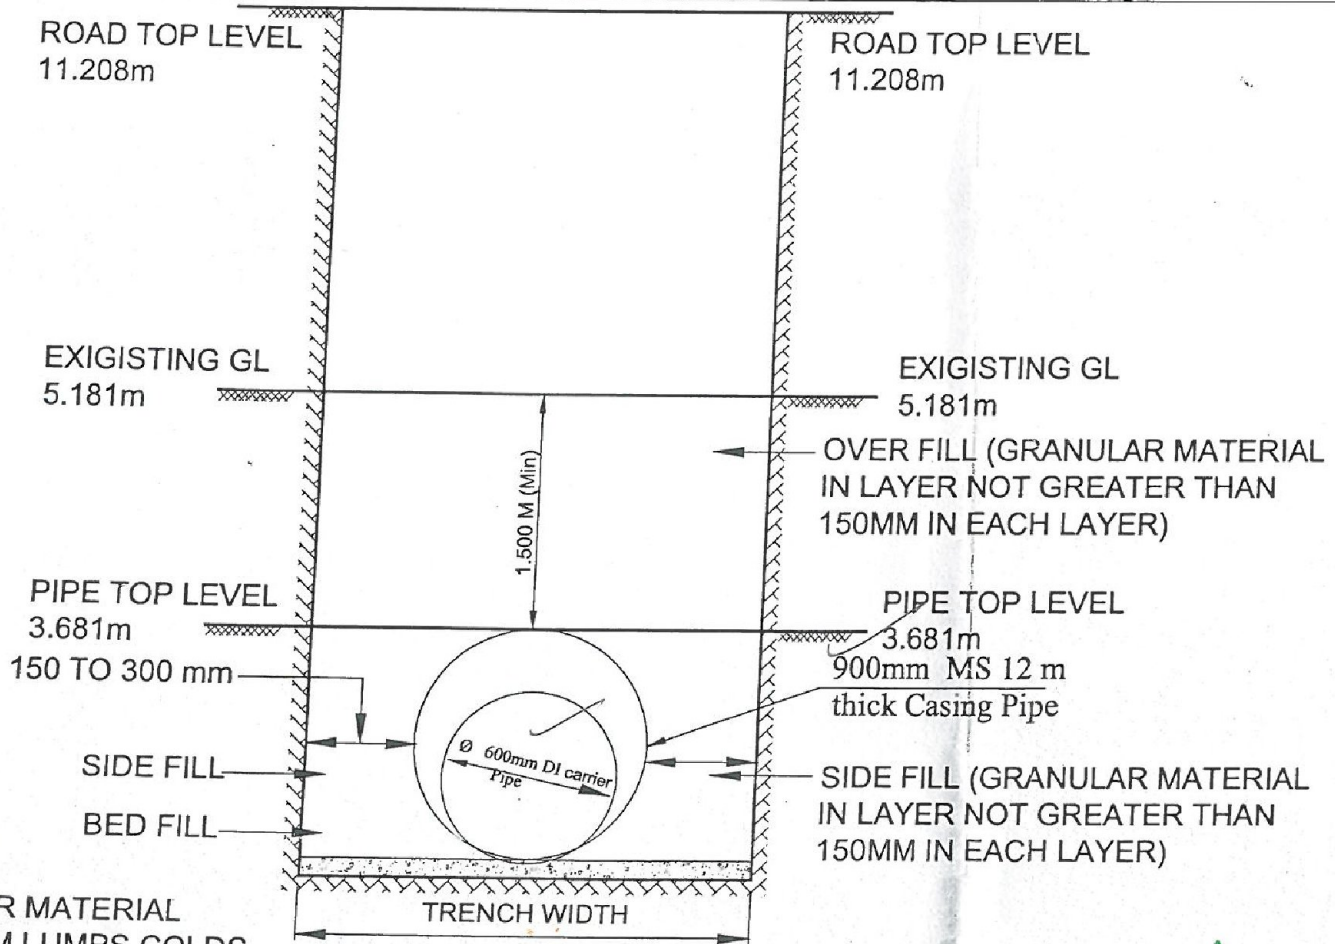 ROAD TOP LEVEL
11.208m
ROAD TOP LEVEL
11.208m
EXIGISTING GL
5.181m
EXIGISTING GL
5.181m
1.500 M (Min)
OVER FILL (GRANULAR MATERIAL
IN LAYER NOT GREATER THAN
150MM IN EACH LAYER)
PIPE TOP LEVEL
3.681m
150 TO 300 mm
PIPE TOP LEVEL
3.681m
900mm MS 12 m
thick Casing Pipe
Ø 600mm DI carrier
Pipe
SIDE FILL
BED FILL
SIDE FILL (GRANULAR MATERIAL
IN LAYER NOT GREATER THAN
150MM IN EACH LAYER)
R MATERIAL
TRENCH WIDTH
M LUMPS COLDS